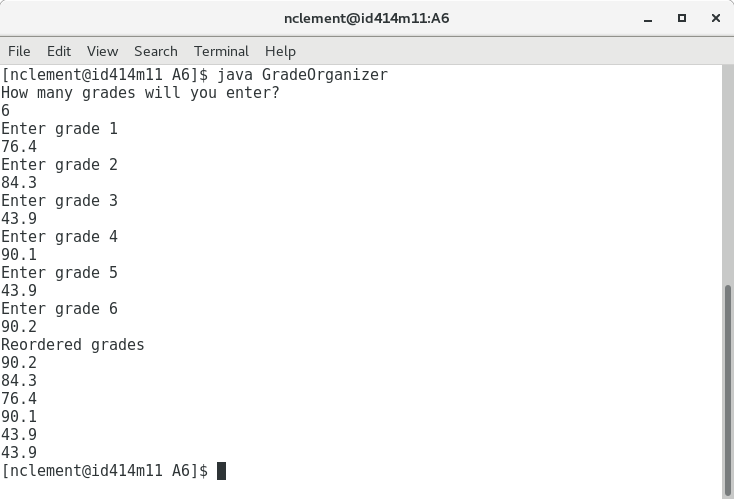 nclement@id414m11:A6
File Edit View Search Terminal Help
[nclement@id414m11 A6]$ java GradeOrganizer
How many grades will you enter?
6
Enter grade 1
76.4
Enter grade 2
84.3
Enter grade 3
43.9
Enter grade 4
90.1
Enter grade 5
43.9
Enter grade 6
90.2
Reordered grades
90.2
84.3
76.4
90.1
43.9
43.9
[nclement@id414m11 A6]$